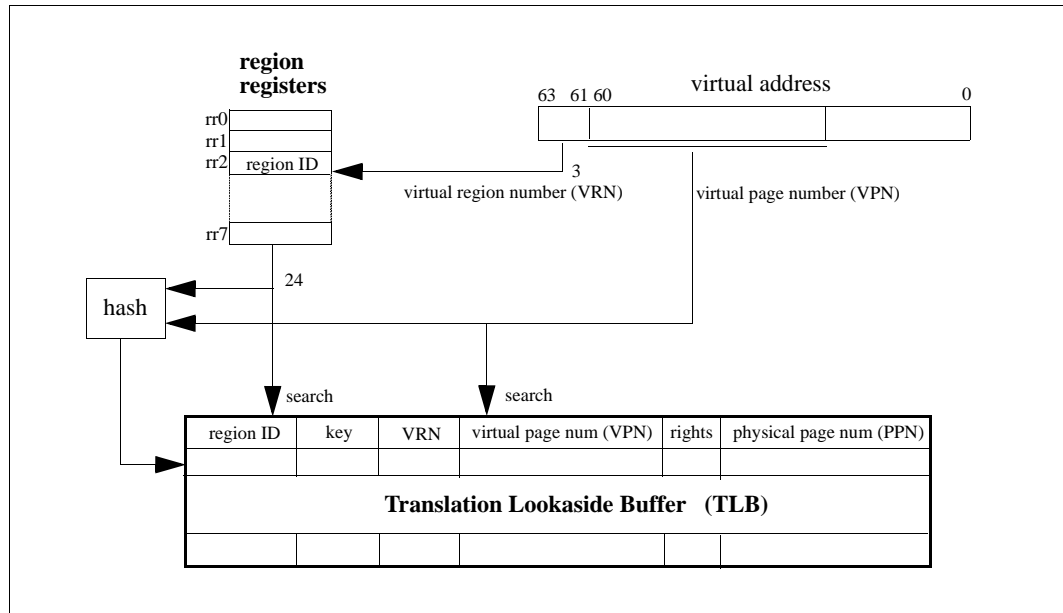 region
registers
virtual address
63 61 60 0
rr0
rr1
rr2 region ID
rr7
3
virtual region number (VRN)
virtual page number (VPN)
24
hash
search
search
region ID key VRN virtual page num (VPN) rights physical page num (PPN)
Translation Lookaside Buffer (TLB)